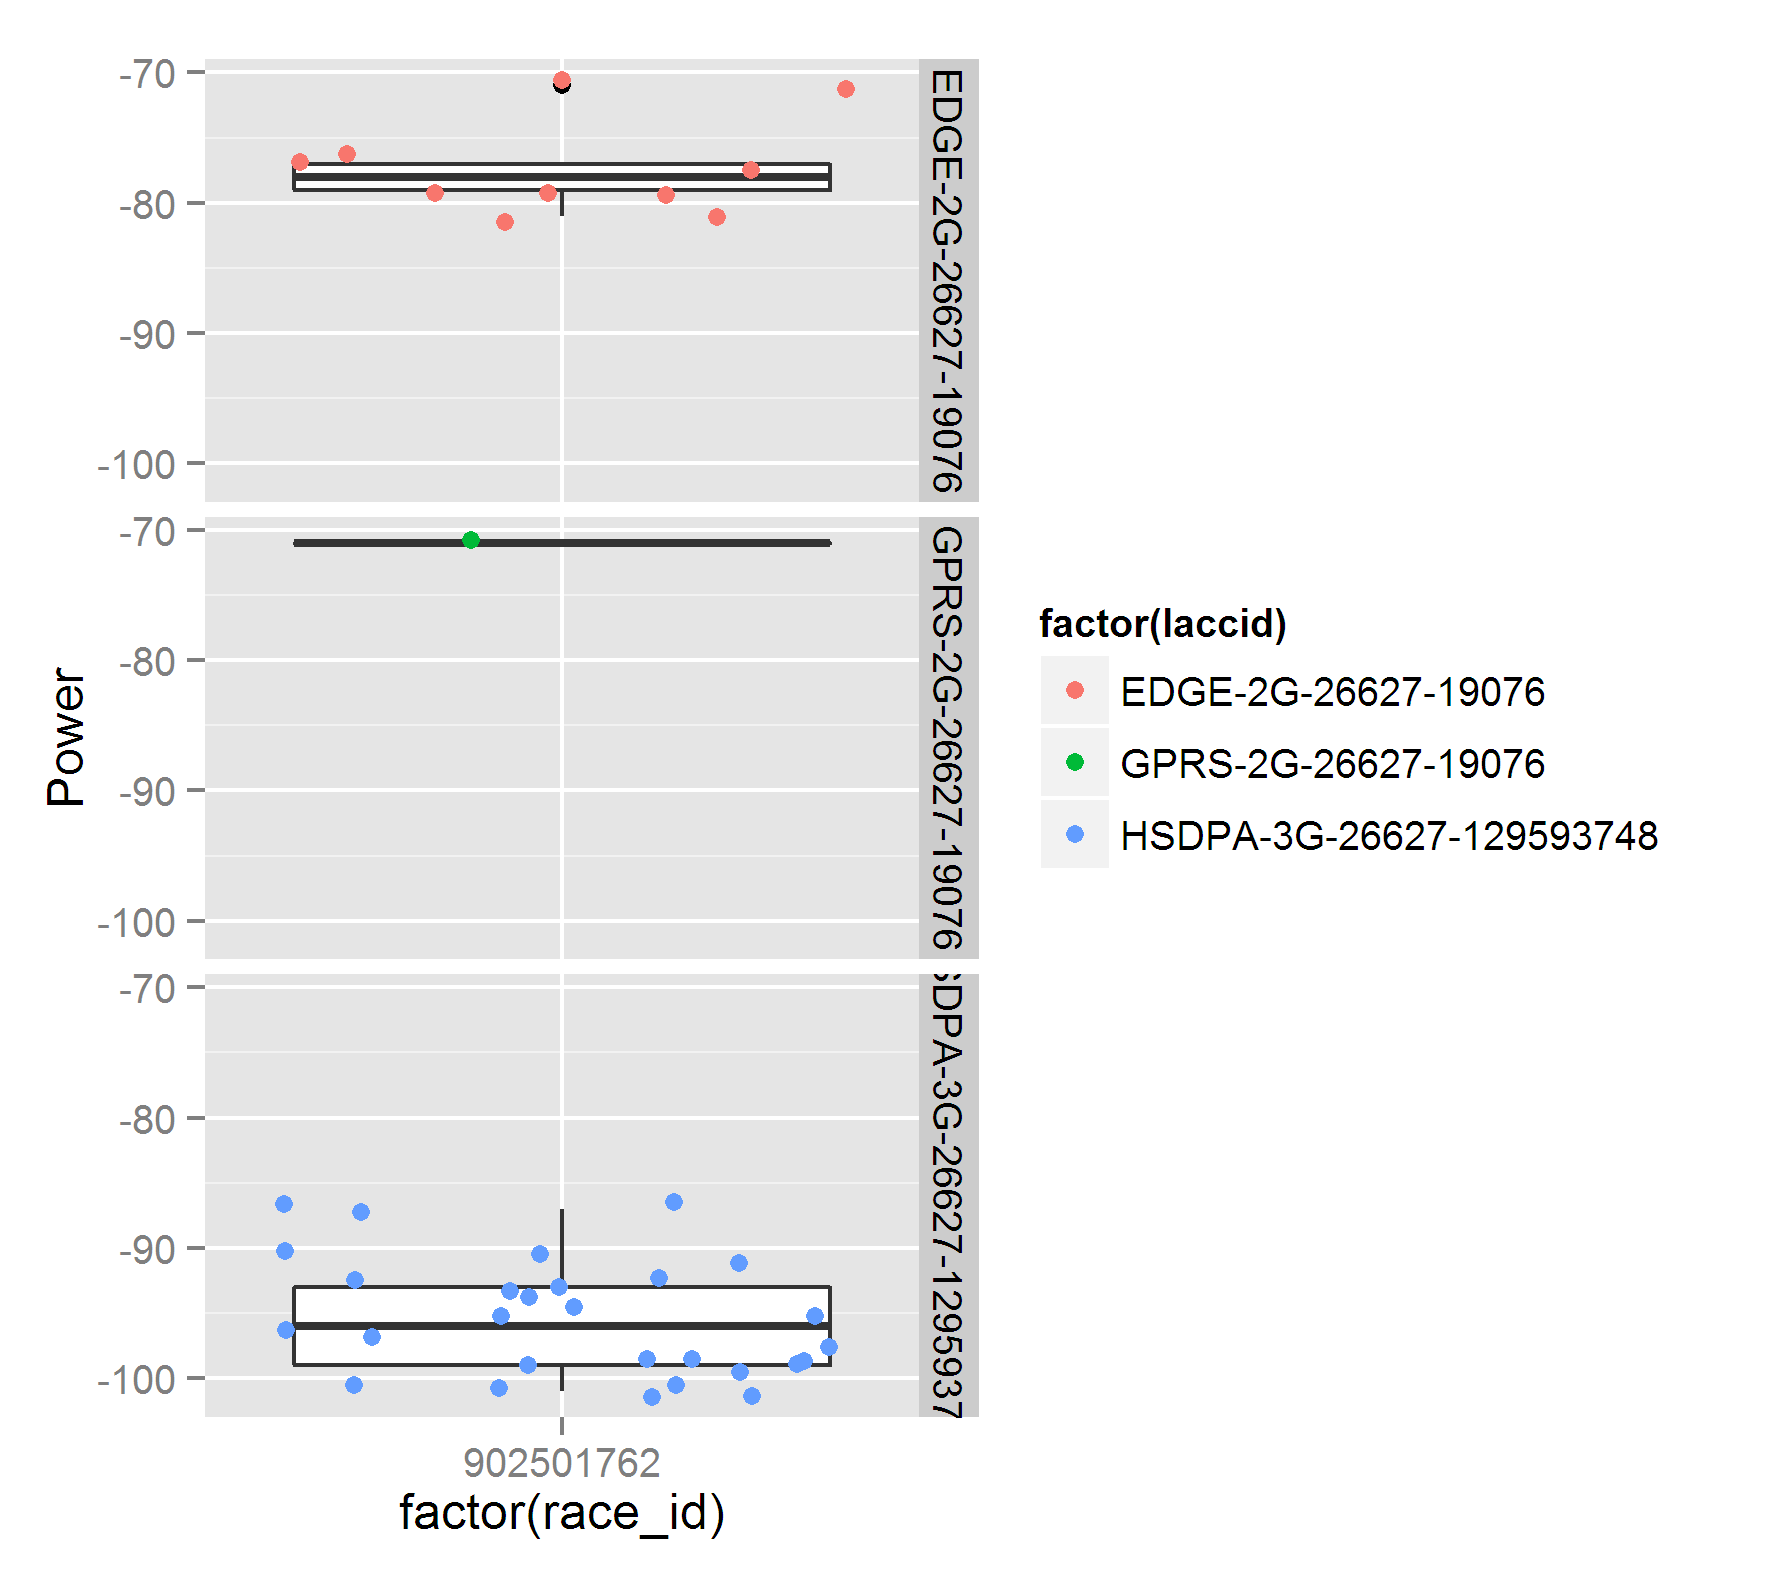 Power
-70
-80
-90
-100
EDGE-2G-26627-19076
-70
-80
-90
-100
GPRS-2G-26627-19076
-70
-80
-90
-100
SDPA-3G-26627-1295937
902501762
factor(race_id)
factor(laccid)
EDGE-2G-26627-19076
GPRS-2G-26627-19076
HSDPA-3G-26627-129593748